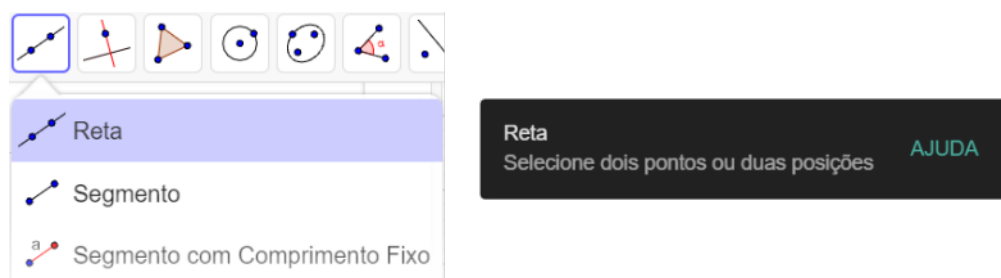 α
Reta
Segmento
a
Segmento com Comprimento Fixo
Reta
Selecione dois pontos ou duas posições
AJUDA